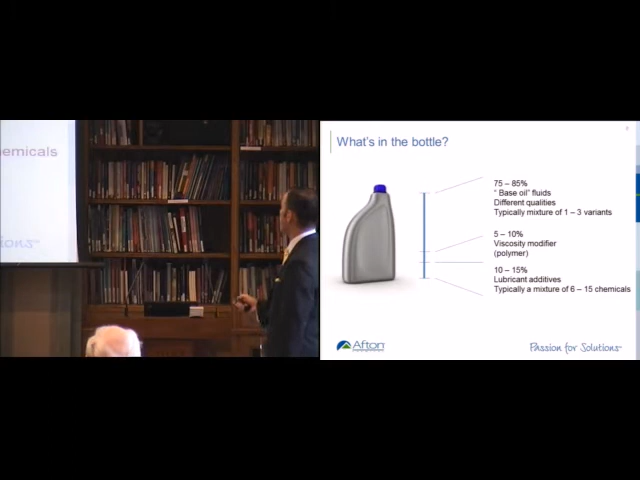 emicals
ions
What's in the bottle?
75 – 85%
" Base oil" fluids
Different qualities
Typically mixture of 1 – 3 variants
5 – 10%
Viscosity modifier
(polymer)
10 – 15%
Lubricant additives
Typically a mixture of 6 – 15 chemicals
Afton
Passion for Solutions